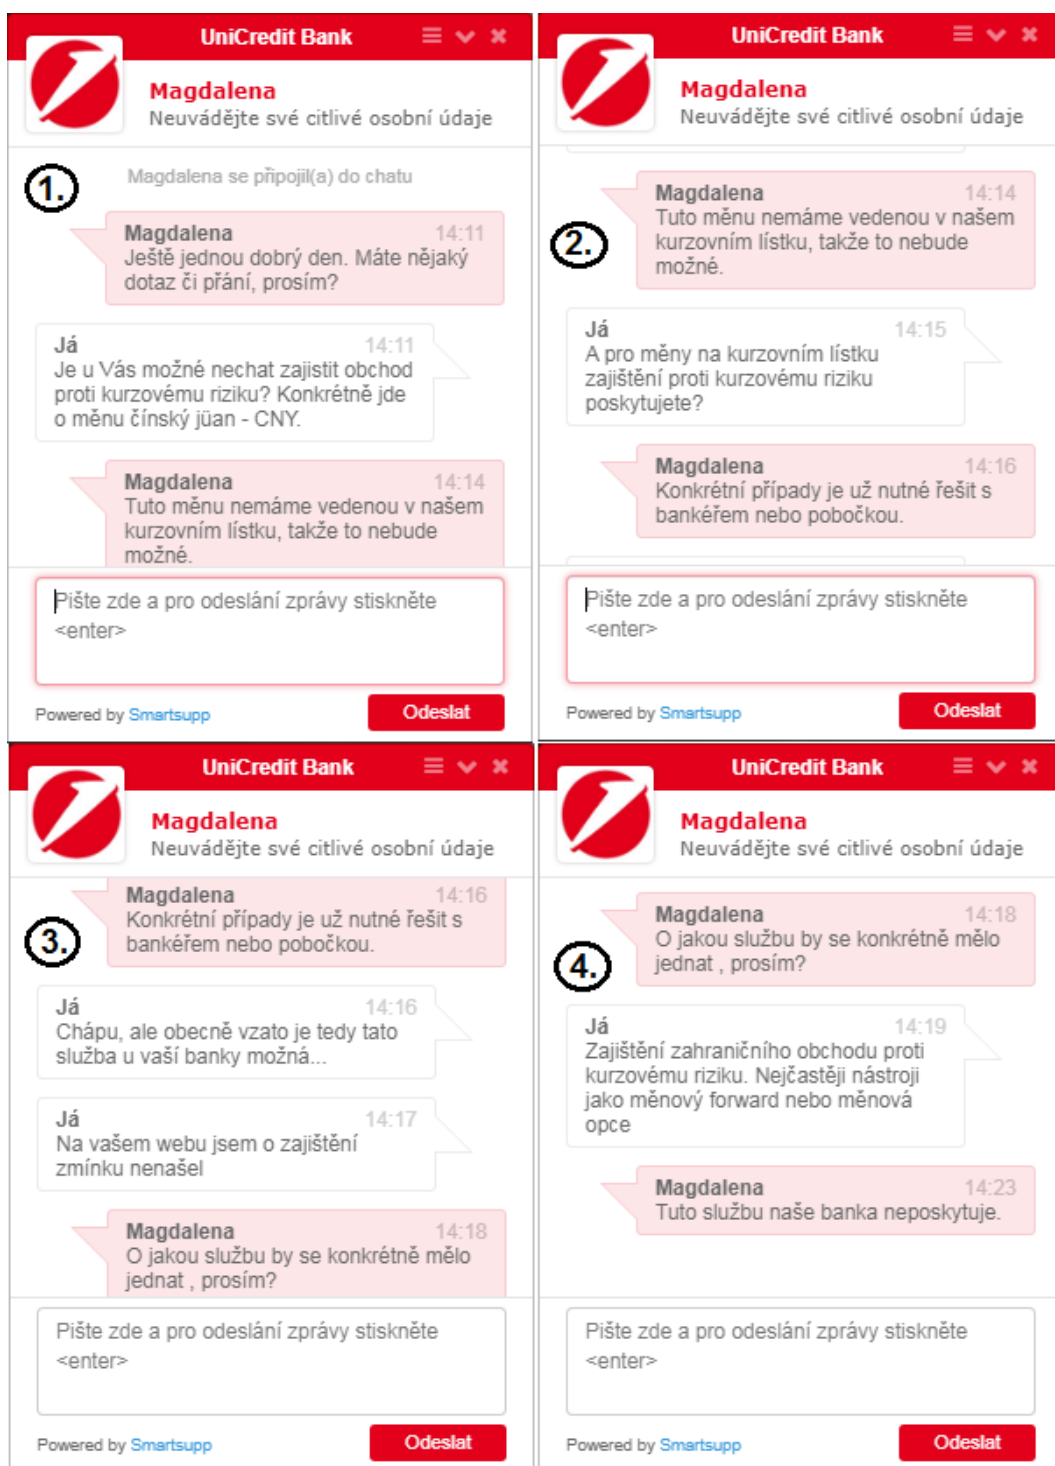 UniCredit Bank
Magdalena
Neuvádějte své citlivé osobní údaje
1.
Magdalena se připojil(a) do chatu
Magdalena 14:11
Ještě jednou dobrý den. Máte nějaký
dotaz či přání, prosím?
Já 14:11
Je u Vás možné nechat zajistit obchod
proti kurzovému riziku? Konkrétně jde
o měnu čínský jüan - CNY.
Magdalena 14:14
Tuto měnu nemáme vedenou v našem
kurzovním lístku, takže to nebude
možné.
Pište zde a pro odeslání zprávy stiskněte
<enter>
Powered by Smartsupp
Odeslat
UniCredit Bank
Magdalena
Neuvádějte své citlivé osobní údaje
2.
Magdalena 14:14
Tuto měnu nemáme vedenou v našem
kurzovním lístku, takže to nebude
možné.
Já 14:15
A pro měny na kurzovním lístku
zajištění proti kurzovému riziku
poskytujete?
Magdalena 14:16
Konkrétní případy je už nutné řešit s
bankéřem nebo pobočkou.
Pište zde a pro odeslání zprávy stiskněte
<enter>
Powered by Smartsupp
Odeslat
UniCredit Bank
Magdalena
Neuvádějte své citlivé osobní údaje
3.
Magdalena 14:16
Konkrétní případy je už nutné řešit s
bankéřem nebo pobočkou.
Já 14:16
Chápu, ale obecně vzato je tedy tato
služba u vaší banky možná...
Já 14:17
Na vašem webu jsem o zajištění
zmínku nenašel
Magdalena 14:18
O jakou službu by se konkrétně mělo
jednat , prosím?
Pište zde a pro odeslání zprávy stiskněte
<enter>
Powered by Smartsupp
Odeslat
UniCredit Bank
Magdalena
Neuvádějte své citlivé osobní údaje
4.
Magdalena 14:18
O jakou službu by se konkrétně mělo
jednat , prosím?
Já 14:19
Zajištění zahraničního obchodu proti
kurzovému riziku. Nejčastěji nástroji
jako měnový forward nebo měnová
opce
Magdalena 14:23
Tuto službu naše banka neposkytuje.
Pište zde a pro odeslání zprávy stiskněte
<enter>
Powered by Smartsupp
Odeslat